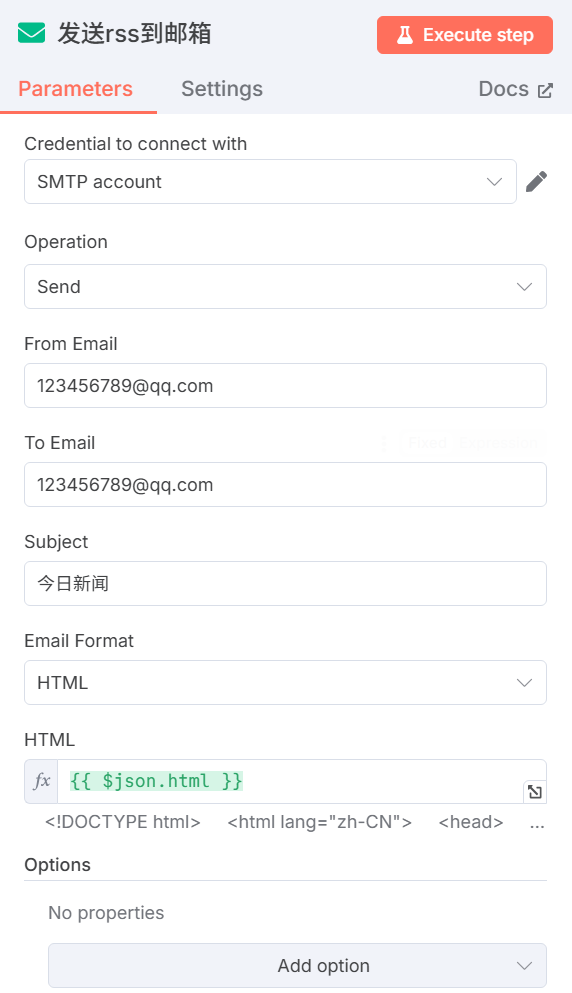 发送rss到邮箱
Execute step
Parameters Settings Docs
Credential to connect with
SMTP account
Operation
Send
From Email
123456789@qq.com
To Email
Fixed Expression
123456789@qq.com
Subject
今日新闻
Email Format
HTML
HTML
fx {{ $json.html }}
<!DOCTYPE html> <html lang="zh-CN"> <head> ...
Options
No properties
Add option